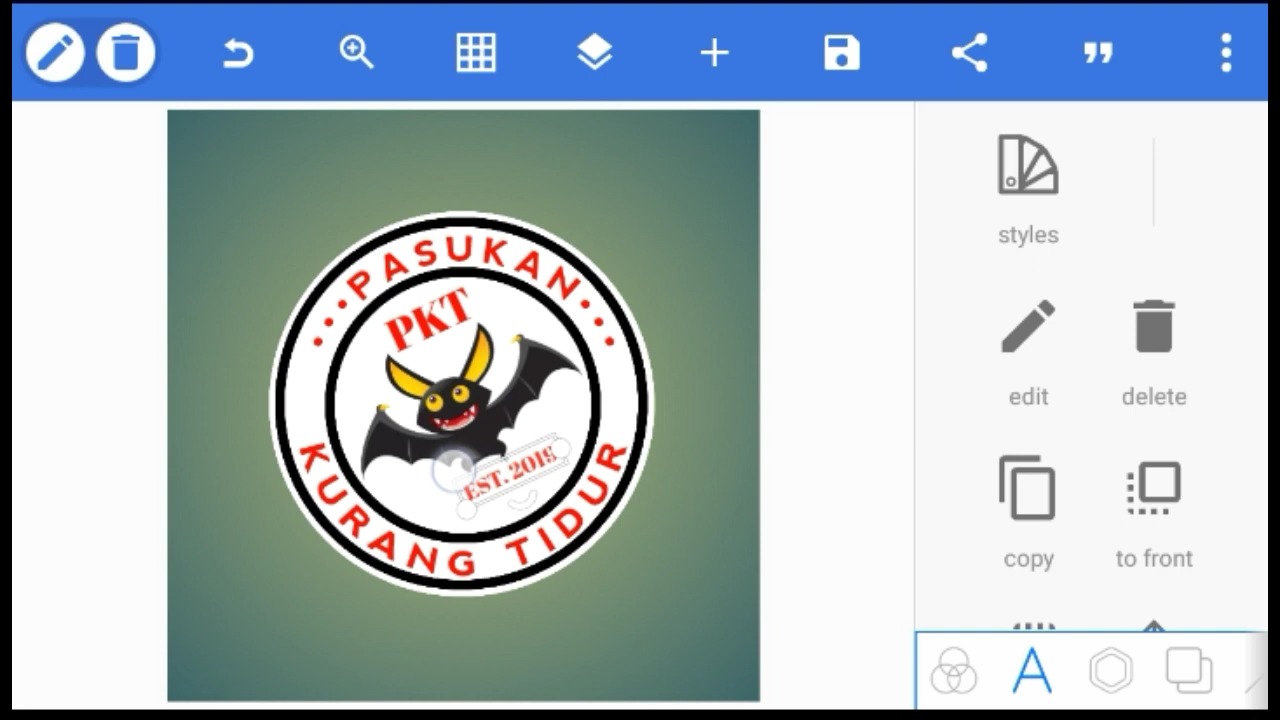 styles
PASUKAN
PKT
EST. 2019
KURANG TIDUR
edit
delete
copy
to front